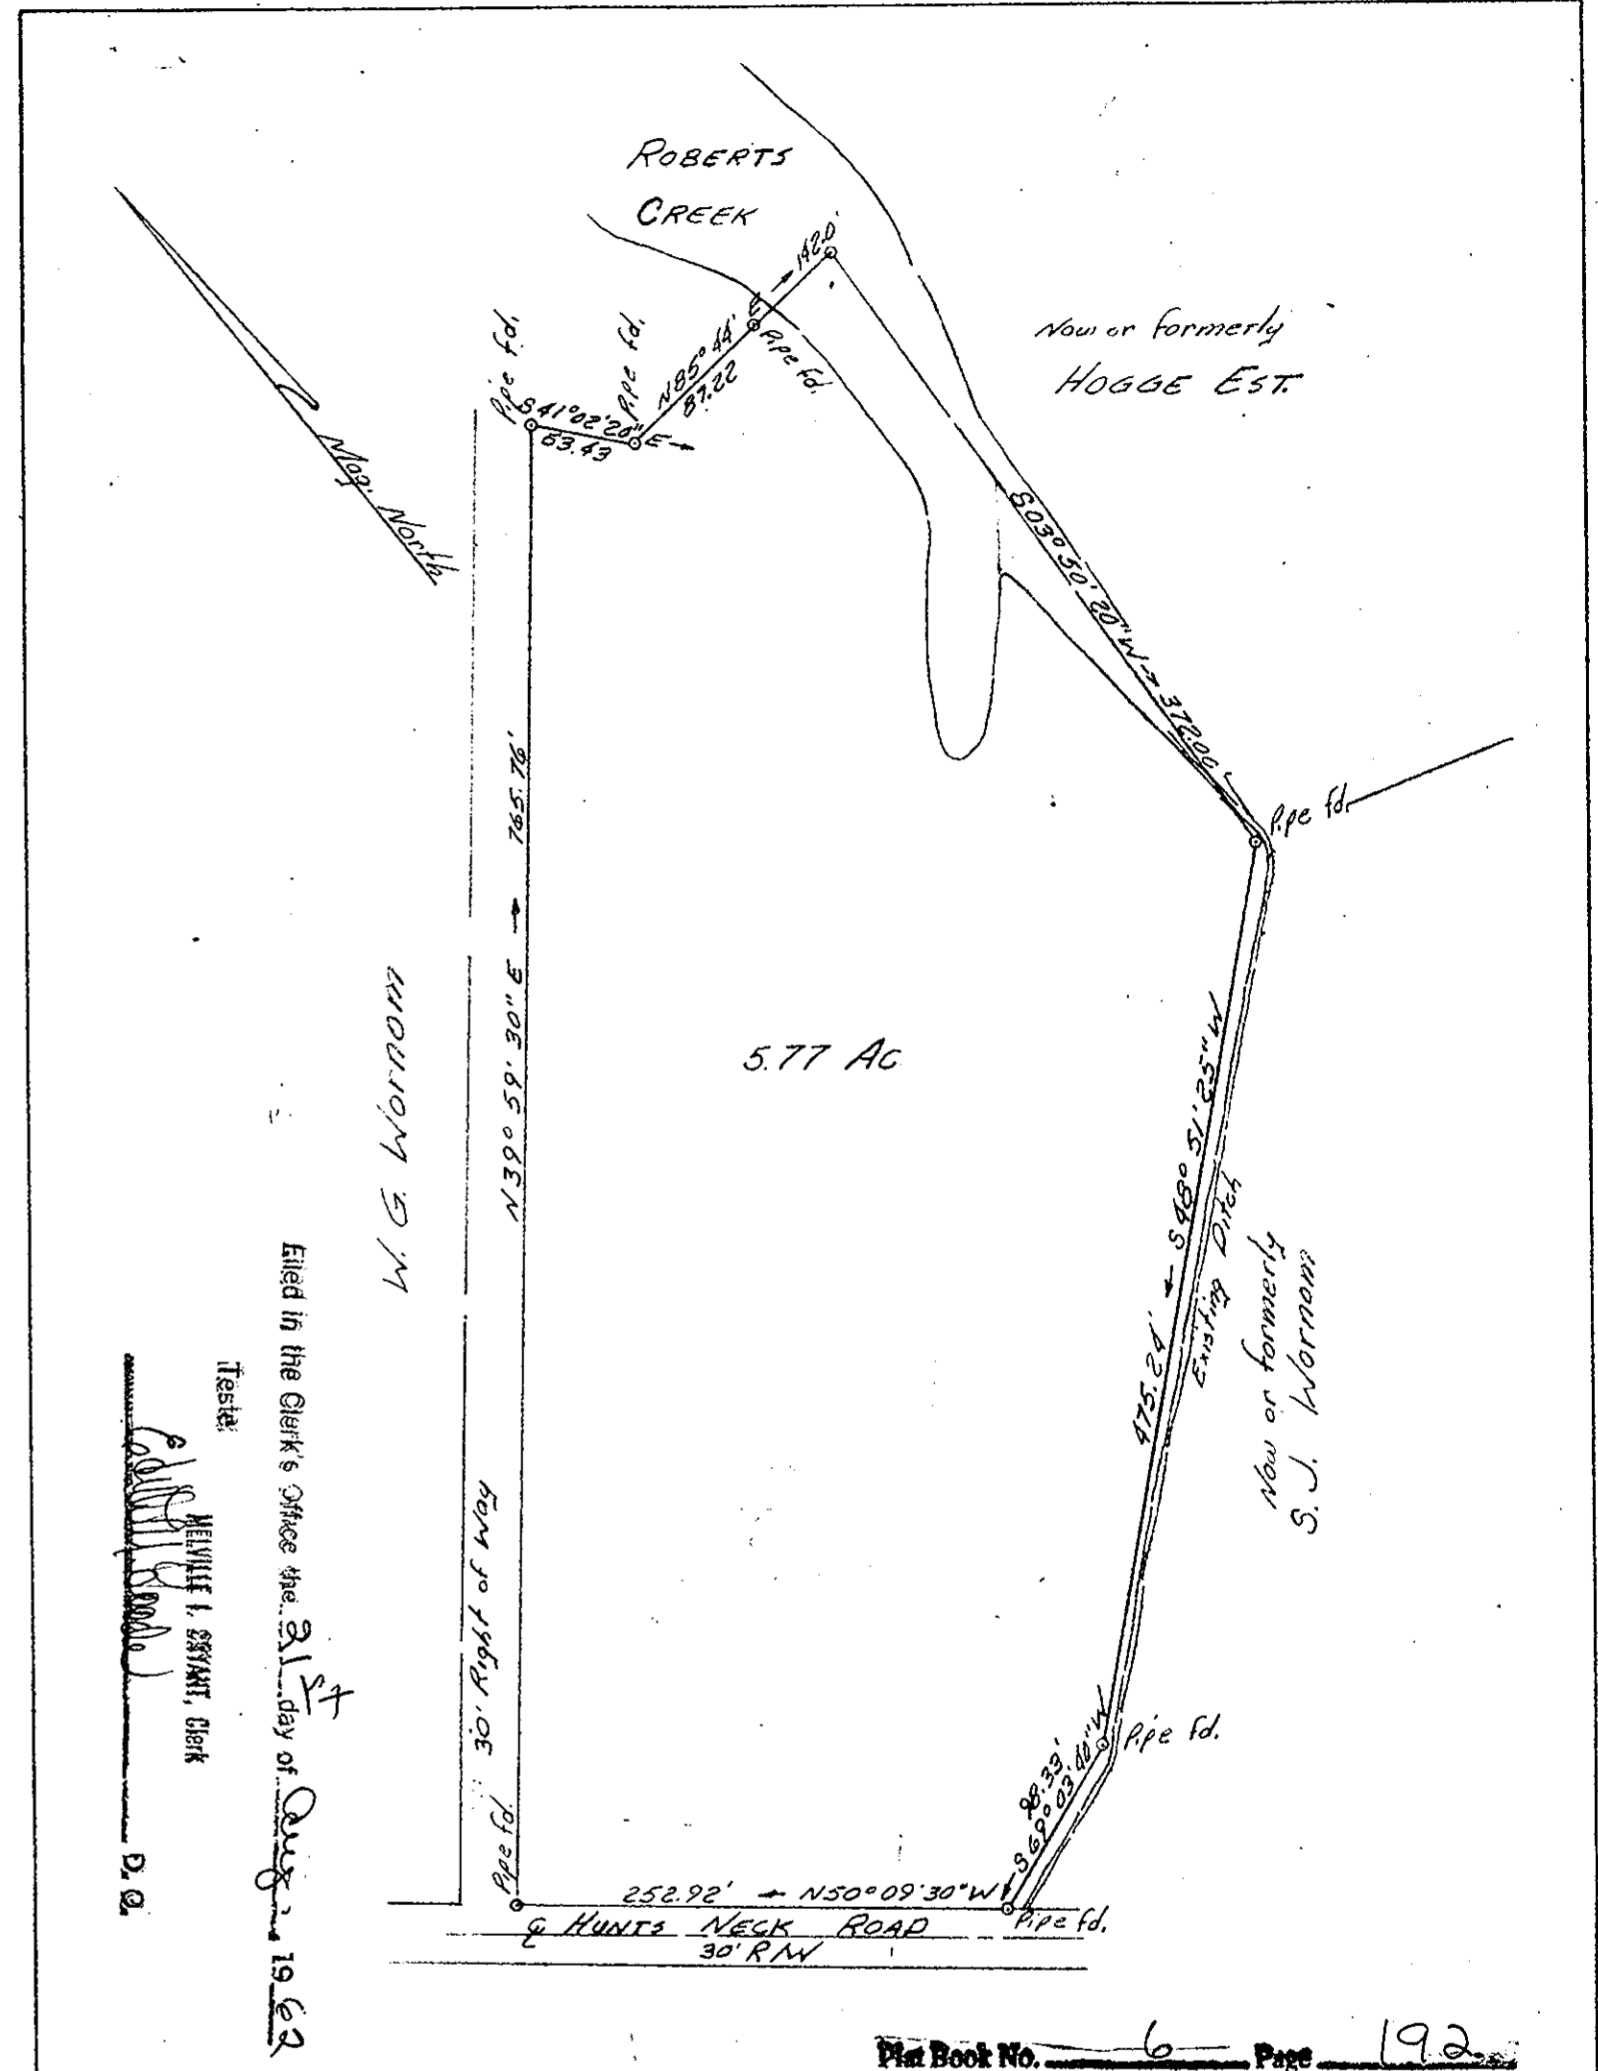 ROBERTS
CREEK
Now or formerly
HOGGE EST.
Mag. North
Pipe fd.
Pipe fd.
Pipe fd.
S41°02'20"E
53.43
N85°44'E
87.22
142.0'
S03°50'20"W 372.00'
Pipe fd.
N39°59'30"E 765.76'
W. G. Wornom
5.77 Ac
475.24' S48°51'25"W
Existing Ditch
Now or formerly
S. J. Wornom
30' Right of Way
Pipe fd.
98.33'
S69°03'40"W
Pipe fd.
252.92' N50°09'30"W
Pipe fd.
℄ HUNTS NECK ROAD
30' R/W
Filed in the Clerk's Office the 21st day of Aug. 1962
Teste:
MELVILLE I. BRYANT, Clerk
D. C.
Plat Book No. 6 Page 192